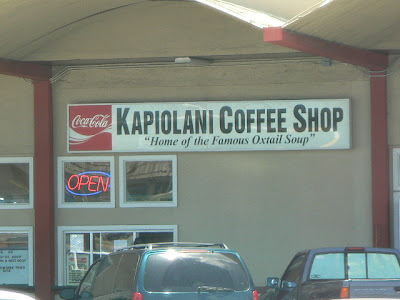 Coca-Cola
KAPIOLANI COFFEE SHOP
"Home of the Famous Oxtail Soup"
OPEN